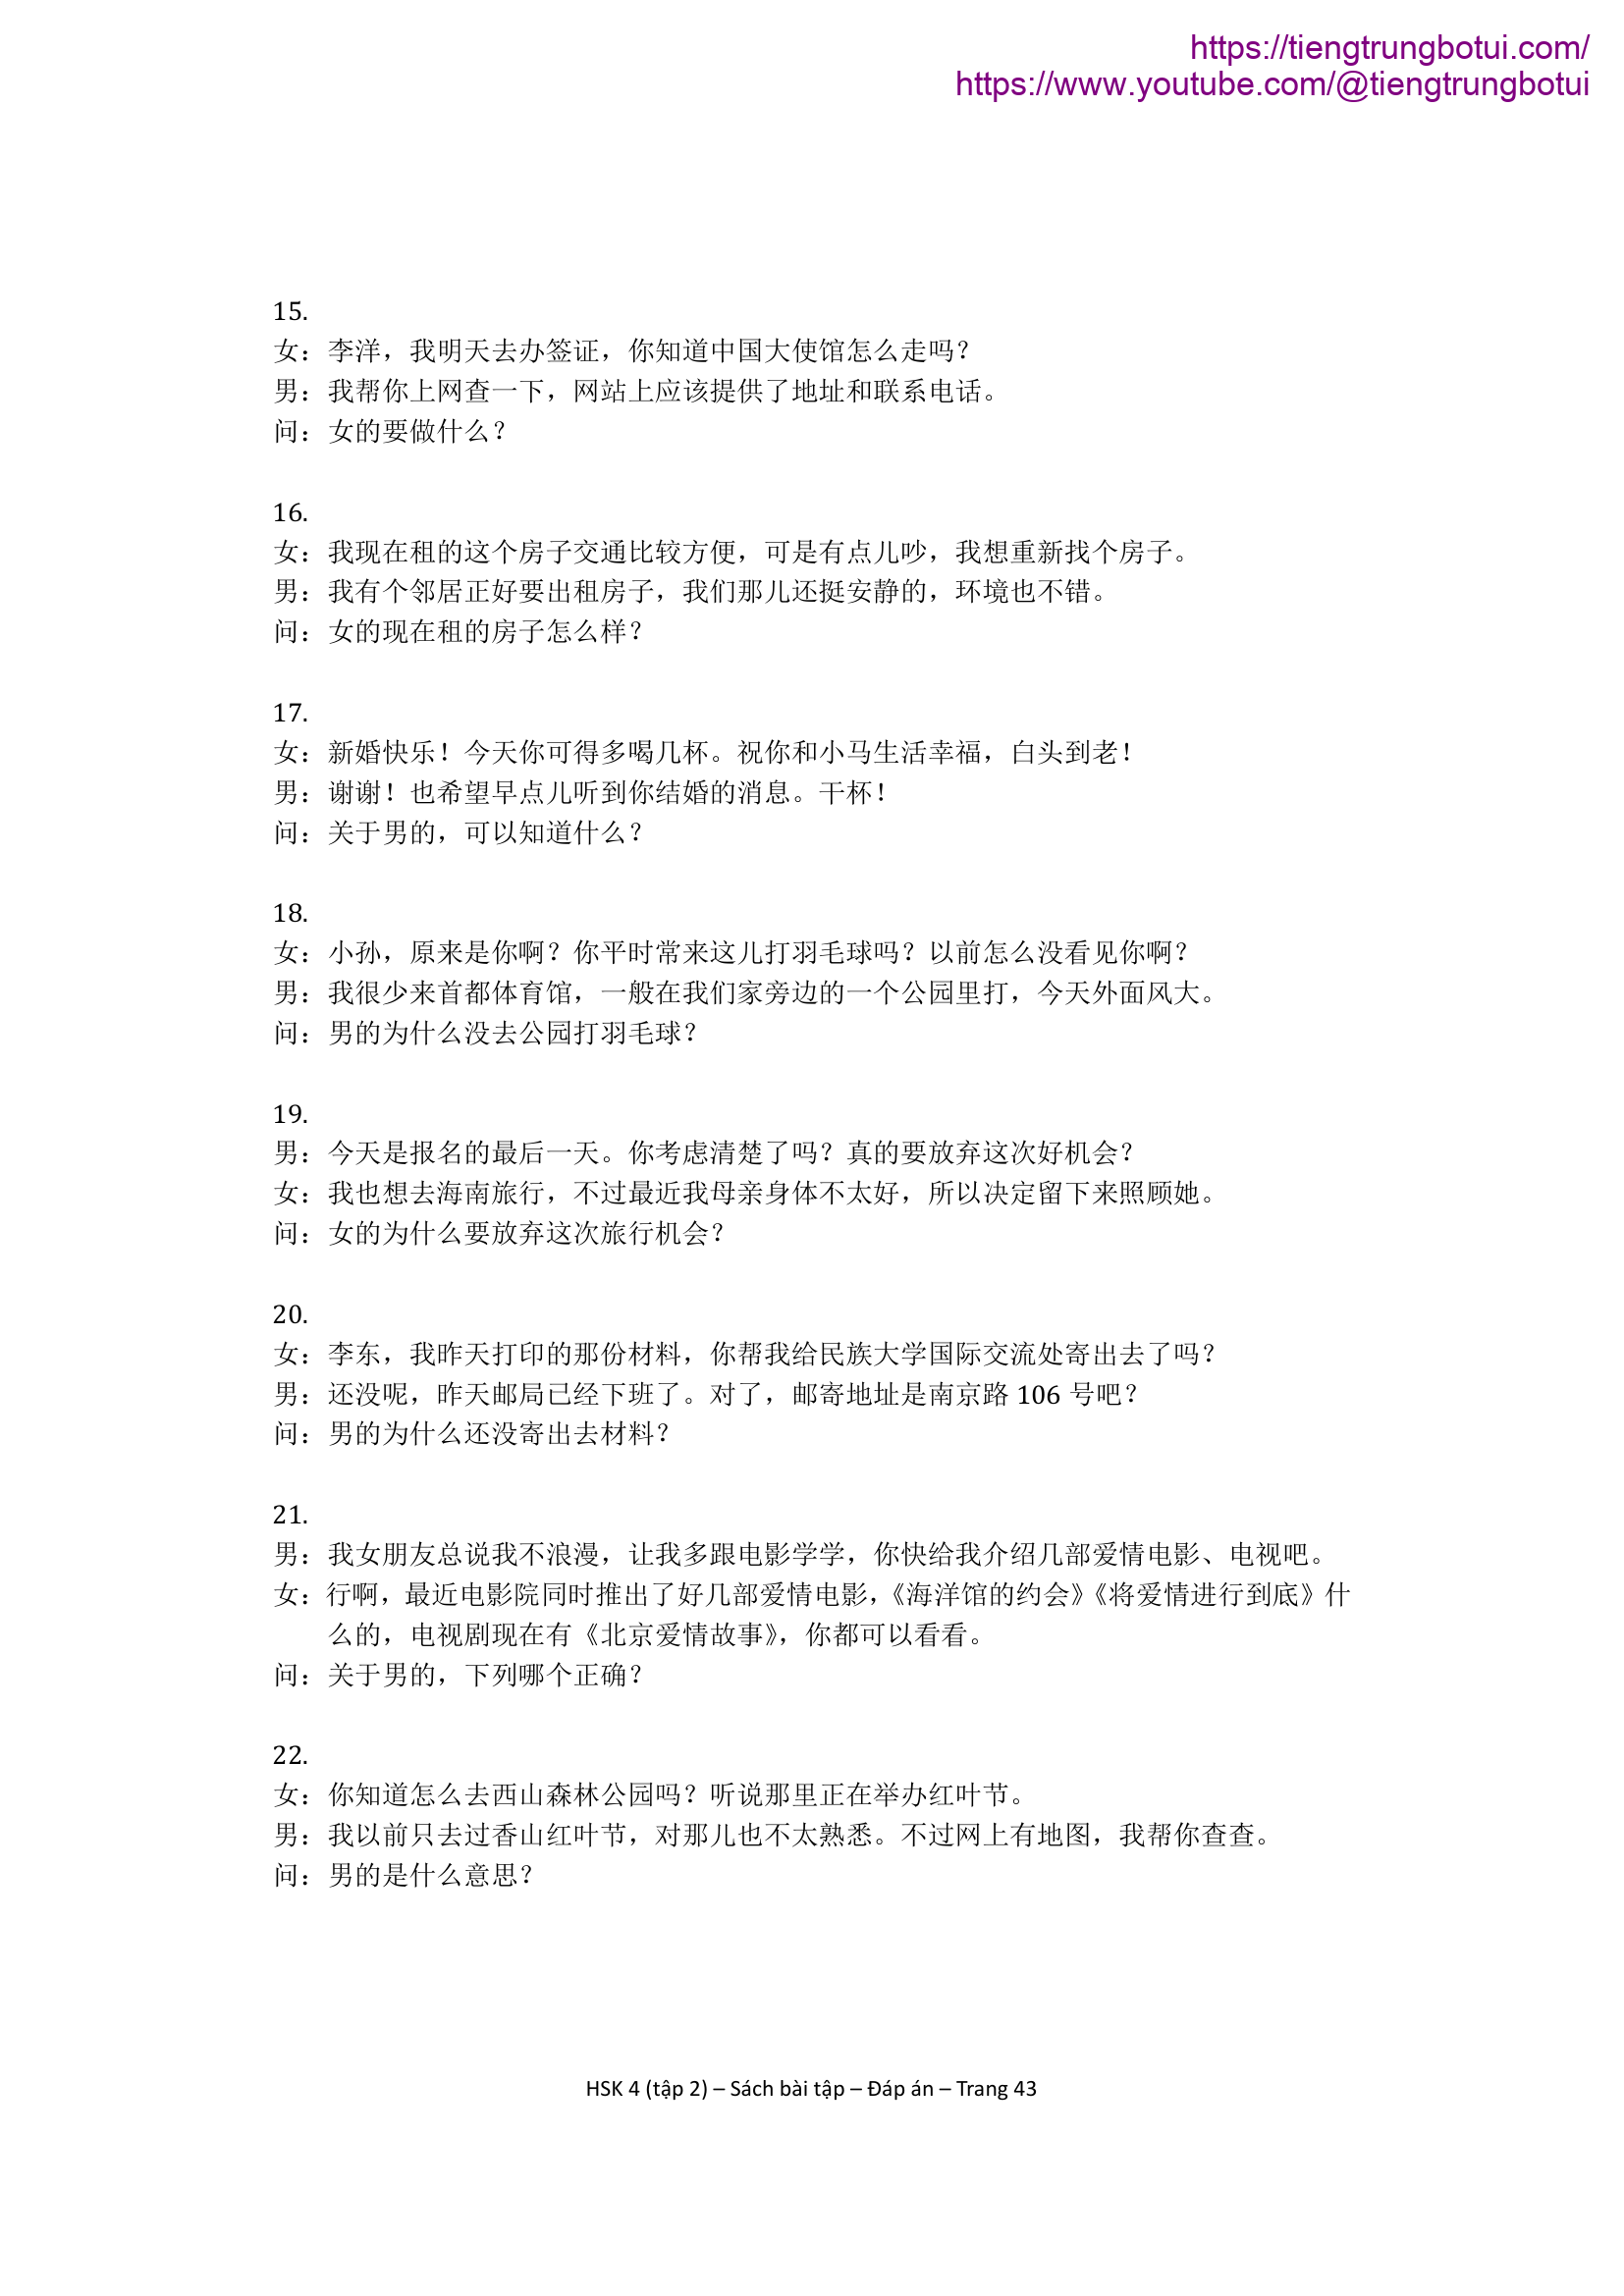 https://tiengtrungbotui.com/
https://www.youtube.com/@tiengtrungbotui
15.
女：李洋，我明天去办签证，你知道中国大使馆怎么走吗？
男：我帮你上网查一下，网站上应该提供了地址和联系电话。
问：女的要做什么？
16.
女：我现在租的这个房子交通比较方便，可是有点儿吵，我想重新找个房子。
男：我有个邻居正好要出租房子，我们那儿还挺安静的，环境也不错。
问：女的现在租的房子怎么样？
17.
女：新婚快乐！今天你可得多喝几杯。祝你和小马生活幸福，白头到老！
男：谢谢！也希望早点儿听到你结婚的消息。干杯！
问：关于男的，可以知道什么？
18.
女：小孙，原来是你啊？你平时常来这儿打羽毛球吗？以前怎么没看见你啊？
男：我很少来首都体育馆，一般在我们家旁边的一个公园里打，今天外面风大。
问：男的为什么没去公园打羽毛球？
19.
男：今天是报名的最后一天。你考虑清楚了吗？真的要放弃这次好机会？
女：我也想去海南旅行，不过最近我母亲身体不太好，所以决定留下来照顾她。
问：女的为什么要放弃这次旅行机会？
20.
女：李东，我昨天打印的那份材料，你帮我给民族大学国际交流处寄出去了吗？
男：还没呢，昨天邮局已经下班了。对了，邮寄地址是南京路 106 号吧？
问：男的为什么还没寄出去材料？
21.
男：我女朋友总说我不浪漫，让我多跟电影学学，你快给我介绍几部爱情电影、电视吧。
女：行啊，最近电影院同时推出了好几部爱情电影，《海洋馆的约会》《将爱情进行到底》什
么的，电视剧现在有《北京爱情故事》，你都可以看看。
问：关于男的，下列哪个正确？
22.
女：你知道怎么去西山森林公园吗？听说那里正在举办红叶节。
男：我以前只去过香山红叶节，对那儿也不太熟悉。不过网上有地图，我帮你查查。
问：男的是什么意思？
HSK 4 (tập 2) – Sách bài tập – Đáp án – Trang 43